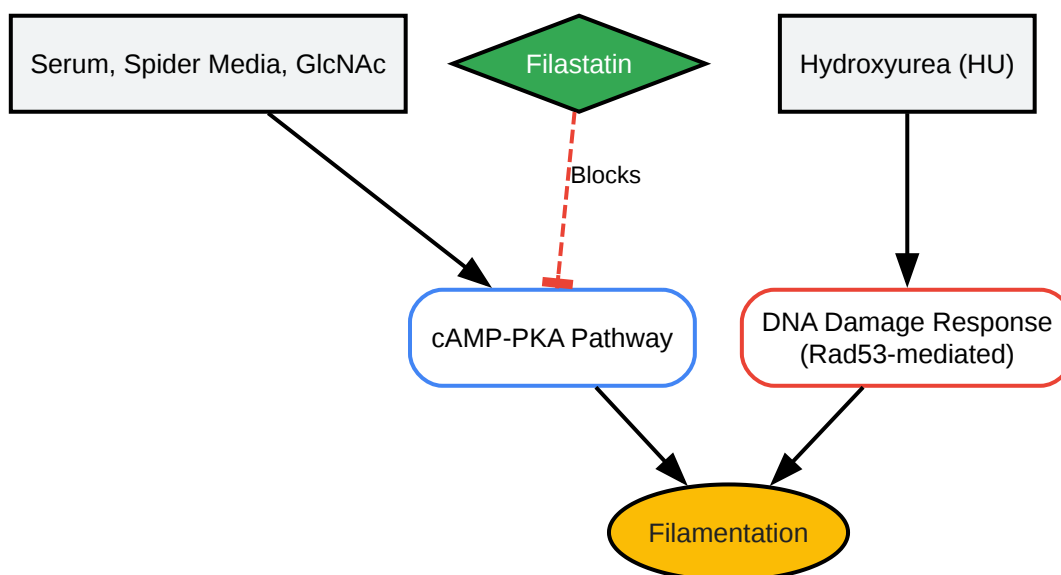 Serum, Spider Media, GlcNAc
Filastatin
Hydroxyurea (HU)
Blocks
cAMP-PKA Pathway
DNA Damage Response
(Rad53-mediated)
Filamentation